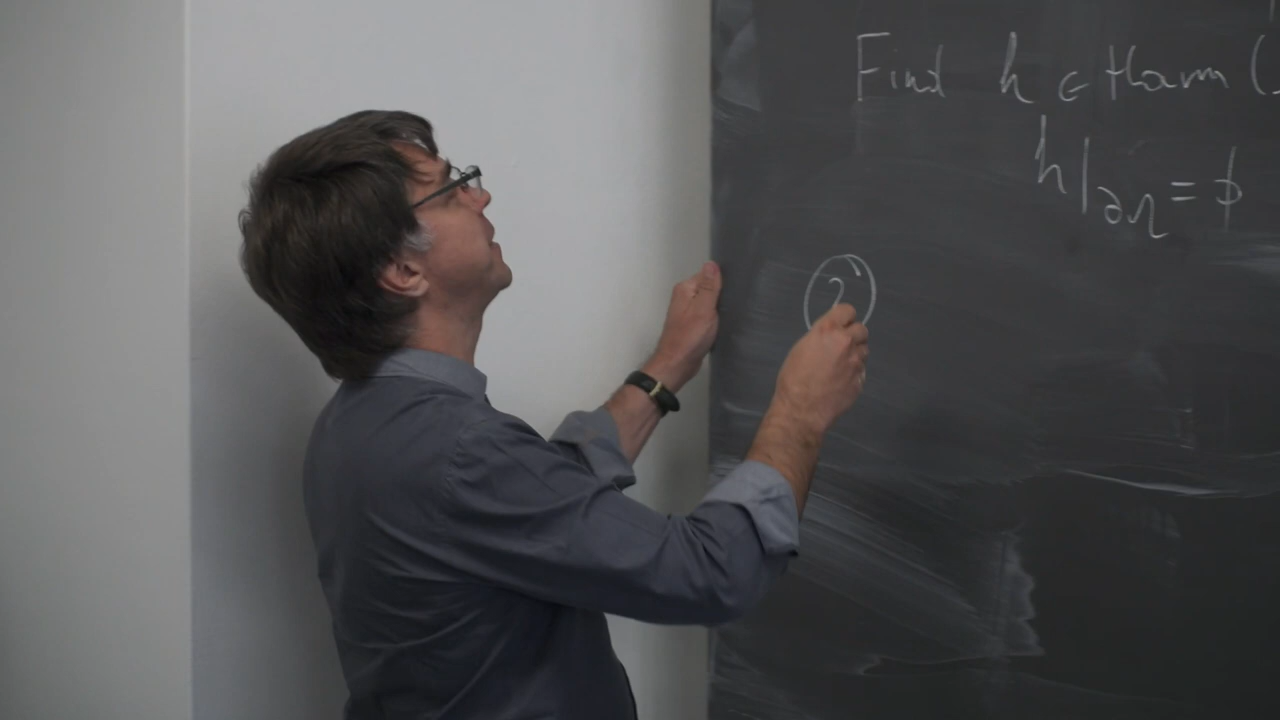 Find h ∈ Harm (
h|∂Ω = φ
2